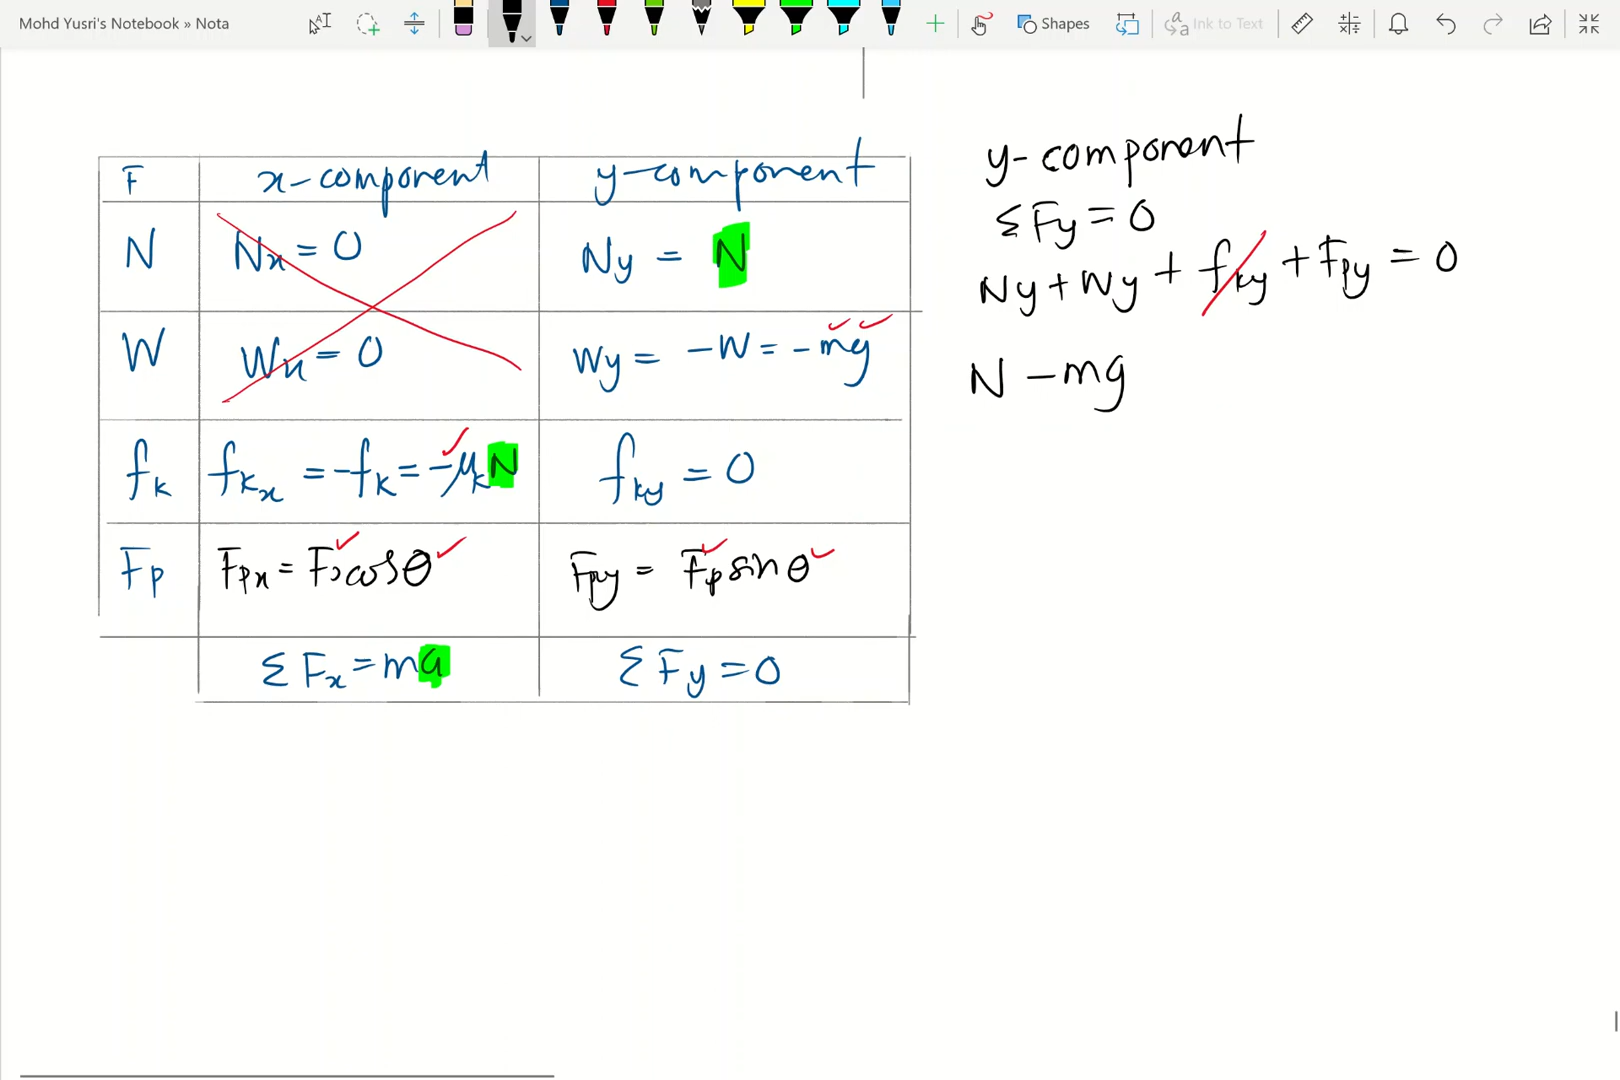 Mohd Yusri's Notebook » Nota
Shapes
Ink to Text
F x-component y-component
N Nx = 0 Ny = N
W Wx = 0 Wy = -W = -mg
fk fkx = -fk = -μkN fky = 0
Fp Fpx = Fpcosθ Fpy = Fpsinθ
ΣFx = ma ΣFy = 0
y-component
ΣFy = 0
Ny + Wy + fky + Fpy = 0
N - mg